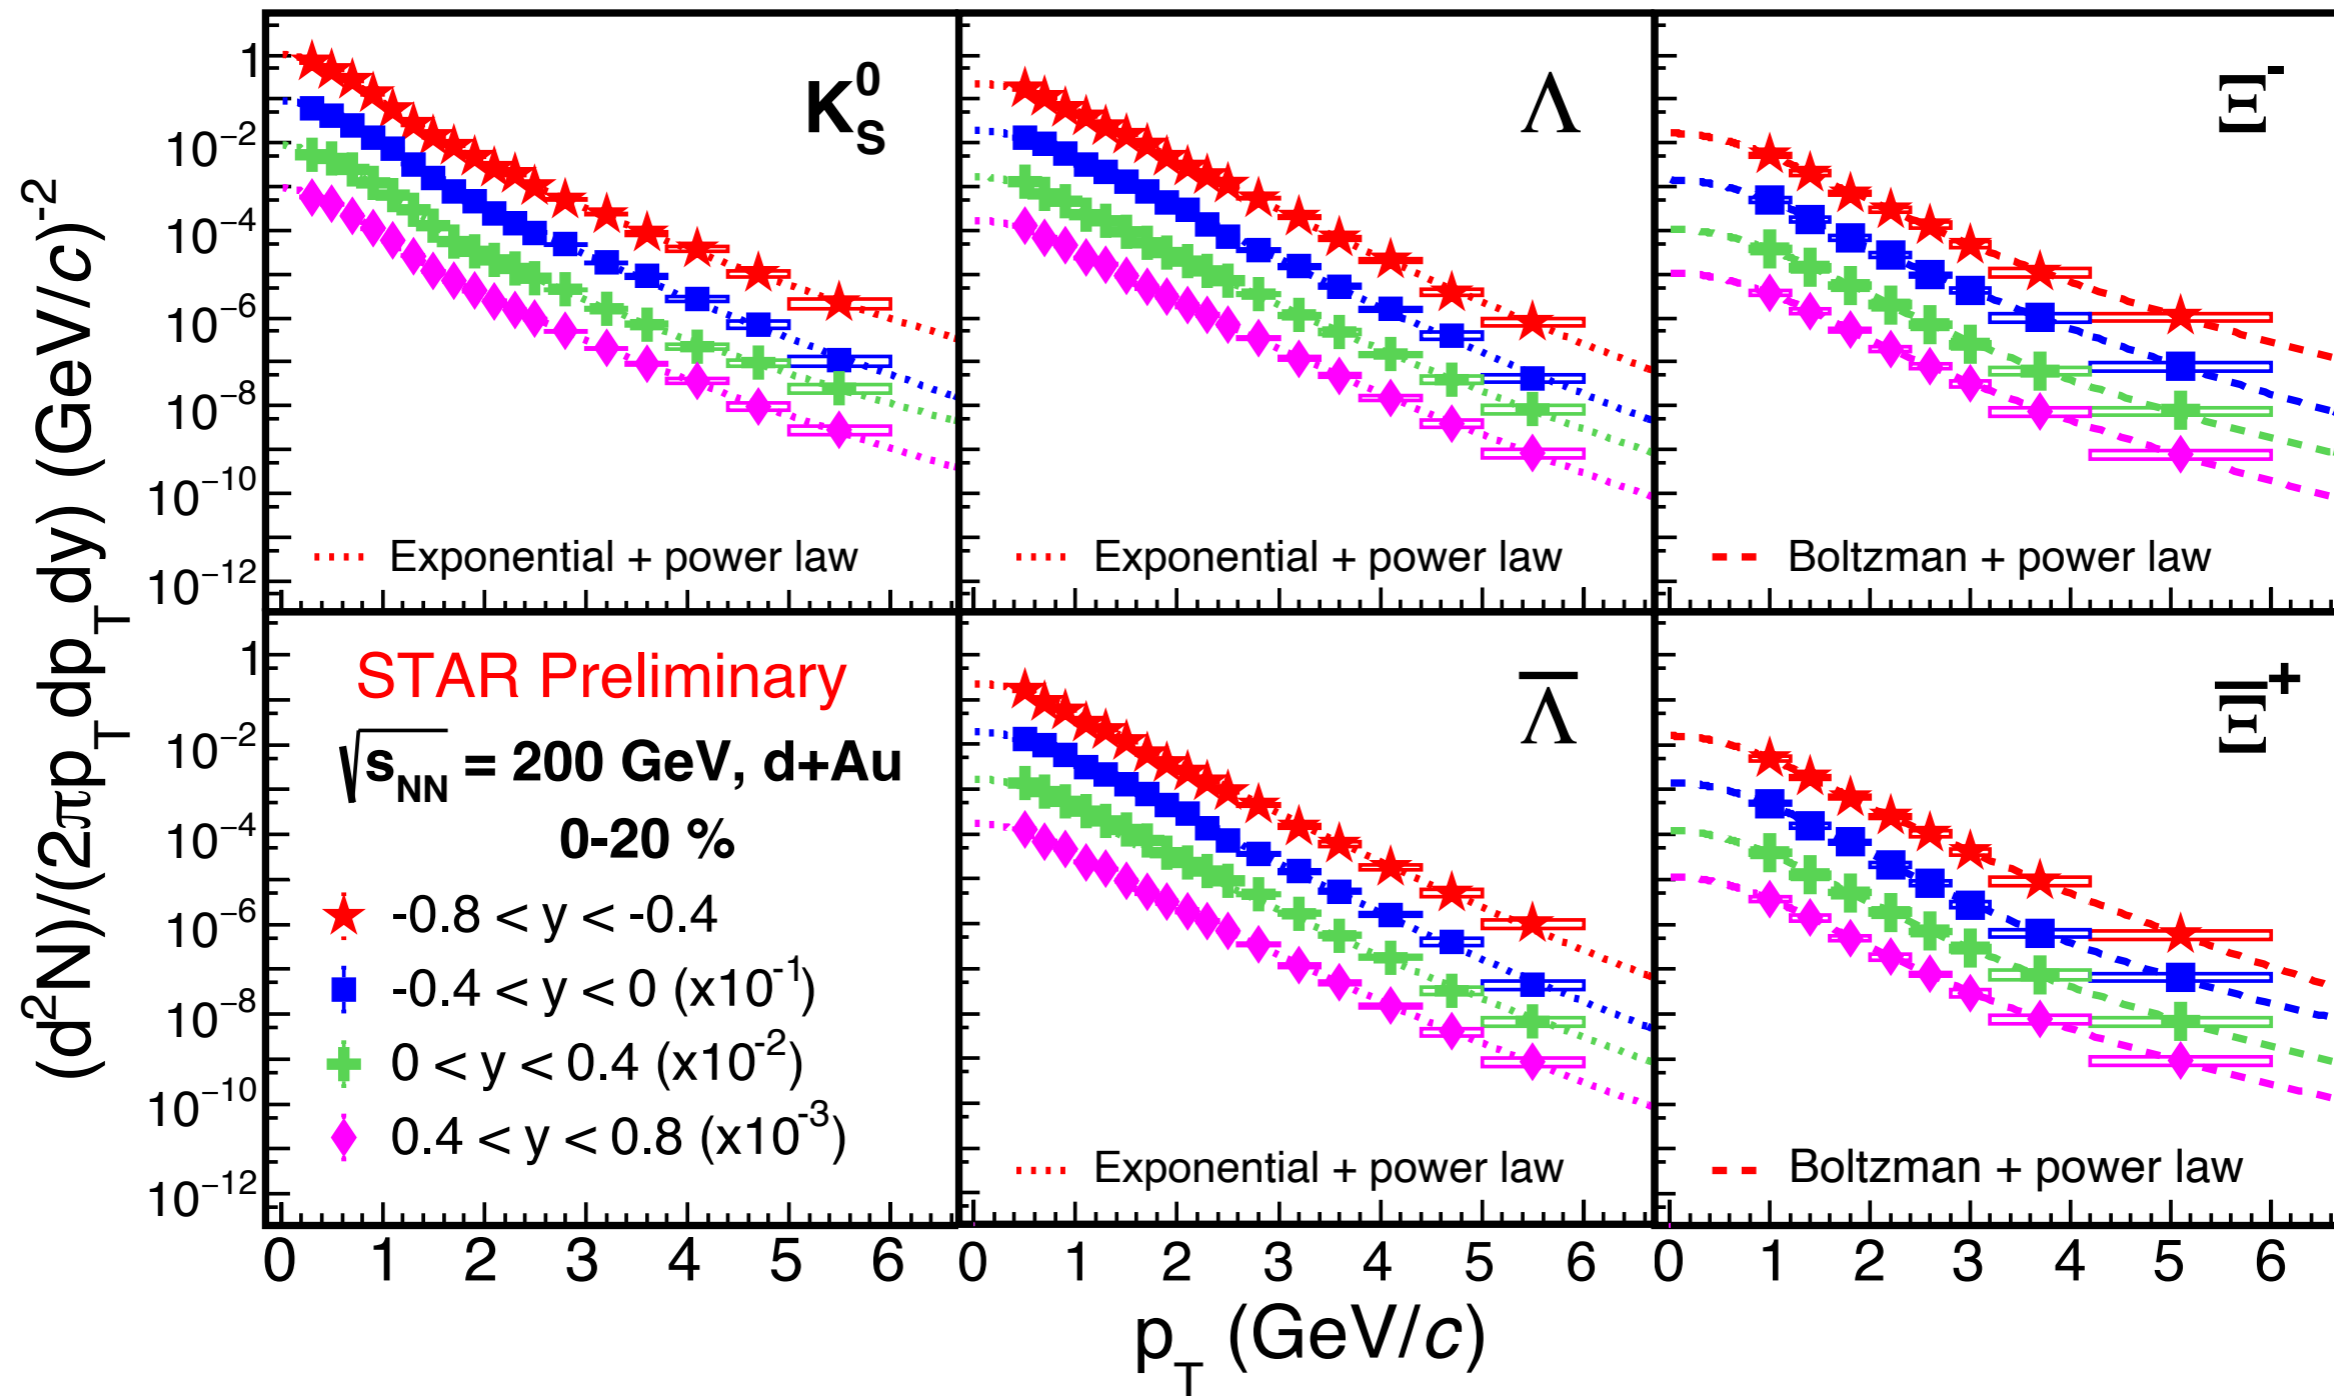 (d²N)/(2πp_T dp_T dy) (GeV/c)⁻²
1
10⁻²
10⁻⁴
10⁻⁶
10⁻⁸
10⁻¹⁰
10⁻¹²
K⁰_S
Exponential + power law
Λ
Exponential + power law
Ξ⁻
Boltzman + power law
1
10⁻²
10⁻⁴
10⁻⁶
10⁻⁸
10⁻¹⁰
10⁻¹²
STAR Preliminary
√s_NN = 200 GeV, d+Au
0-20 %
-0.8 < y < -0.4
-0.4 < y < 0 (x10⁻¹)
0 < y < 0.4 (x10⁻²)
0.4 < y < 0.8 (x10⁻³)
Λ̅
Exponential + power law
Ξ̅⁺
Boltzman + power law
0 1 2 3 4 5 6
0 1 2 3 4 5 6
0 1 2 3 4 5 6
p_T (GeV/c)